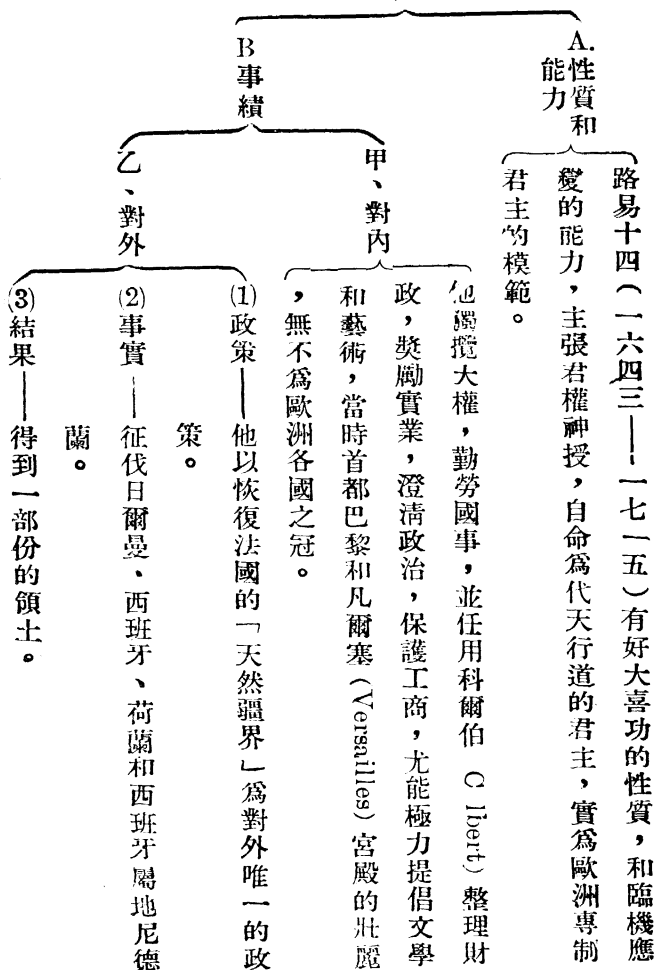 A.性質和
能力
路易十四(一六四三——一七一五)有好大喜功的性質,和臨機應
變的能力,主張君權神授,自命爲代天行道的君主,實爲歐洲專制
君主的模範。
B事績
甲、對內
他獨攬大權,勤勞國事,並任用科爾伯 C lbert)整理財
政,獎勵實業,澄淸政治,保護工商,尤能極力提倡文學
和藝術,當時首都巴黎和凡爾塞(Versailles)宮殿的壯麗
,無不爲歐洲各國之冠。
乙、對外
(1)政策——他以恢復法國的「天然疆界」爲對外唯一的政
策。
(2)事實——征伐日爾曼、西班牙、荷蘭和西班牙屬地尼德
蘭。
(3)結果——得到一部份的領土。